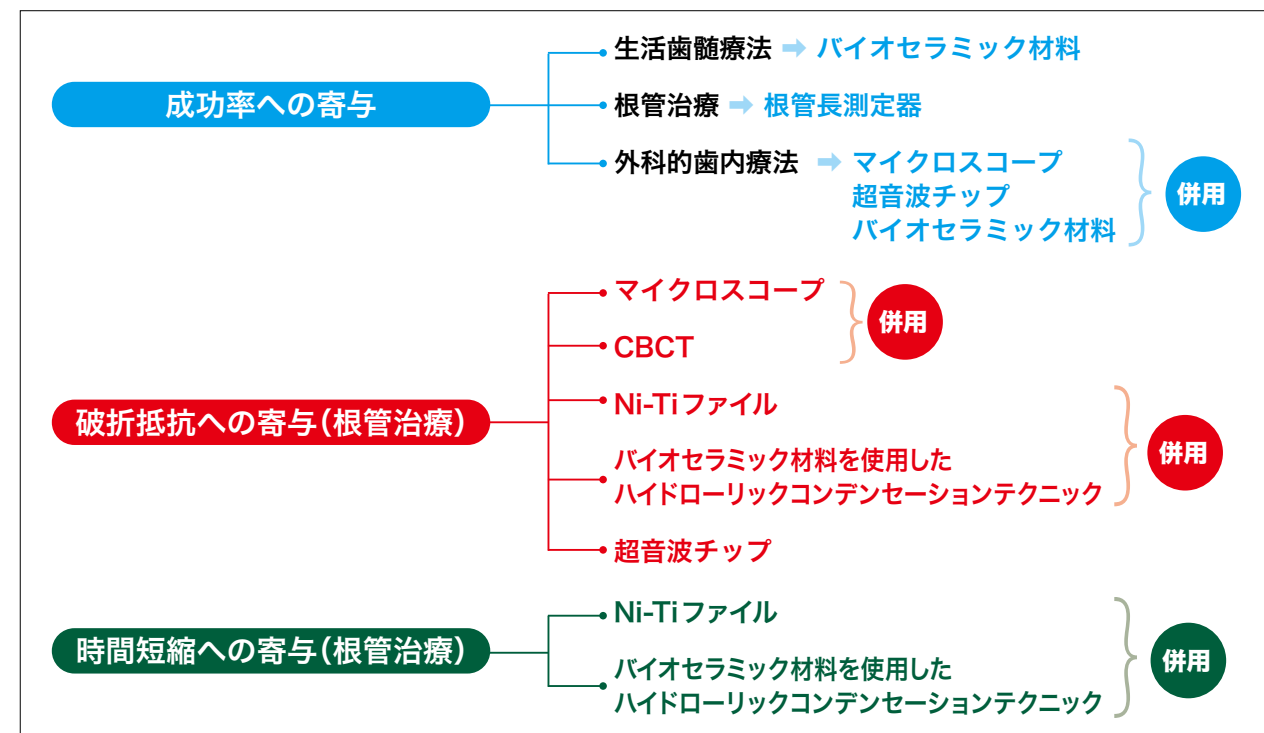 成功率への寄与
生活歯髄療法 ➡ バイオセラミック材料
根管治療 ➡ 根管長測定器
外科的歯内療法 ➡ マイクロスコープ
超音波チップ
バイオセラミック材料
併用
破折抵抗への寄与(根管治療)
マイクロスコープ
CBCT
併用
Ni-Tiファイル
バイオセラミック材料を使用した
ハイドローリックコンデンセーションテクニック
併用
超音波チップ
時間短縮への寄与(根管治療)
Ni-Tiファイル
バイオセラミック材料を使用した
ハイドローリックコンデンセーションテクニック
併用